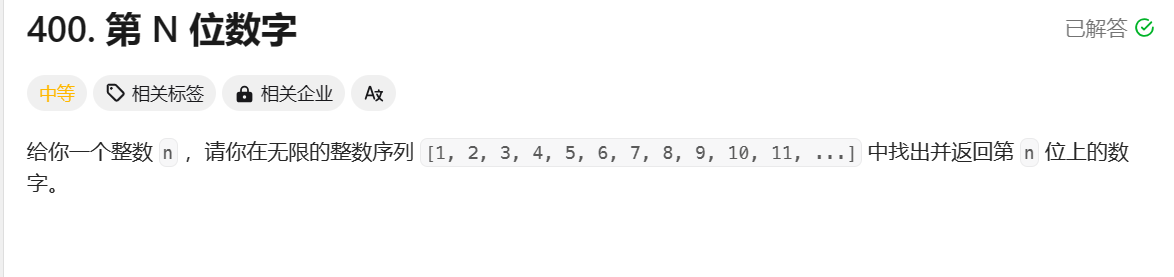 400. 第 N 位数字
已解答
中等 相关标签 相关企业
给你一个整数 n ，请你在无限的整数序列 [1, 2, 3, 4, 5, 6, 7, 8, 9, 10, 11, ...] 中找出并返回第 n 位上的数
字。